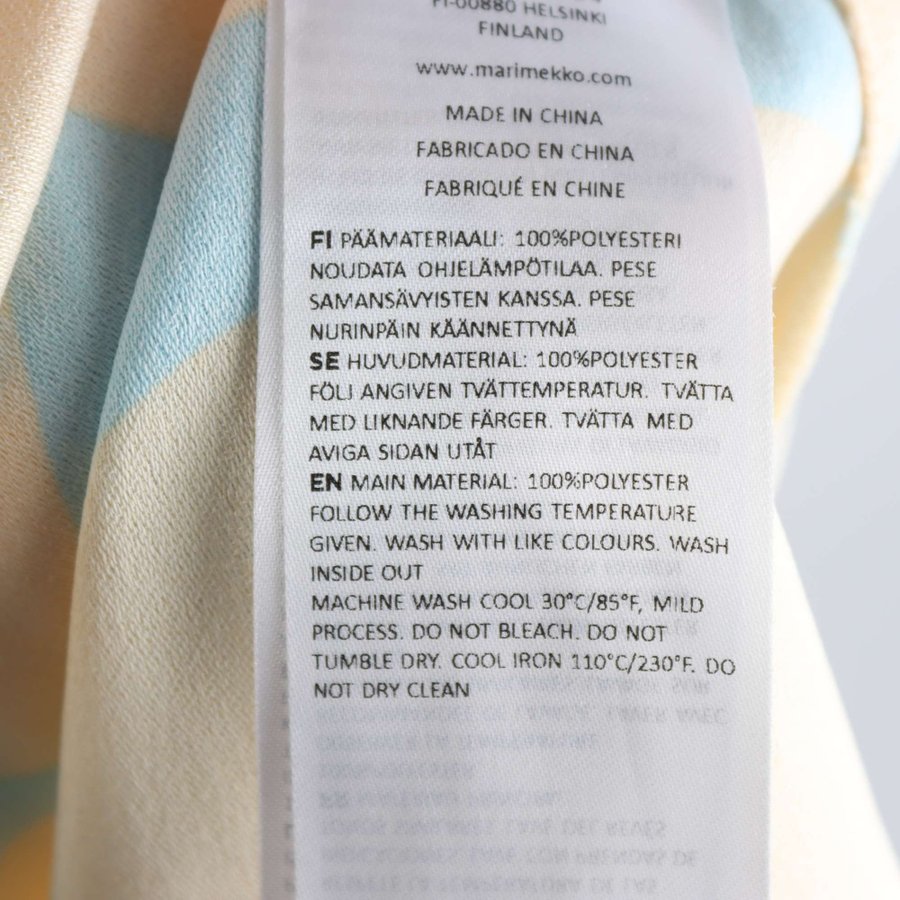 FI-00880 HELSINKI
FINLAND
www.marimekko.com
MADE IN CHINA
FABRICADO EN CHINA
FABRIQUÉ EN CHINE
FI PÄÄMATERIAALI: 100%POLYESTERI
NOUDATA OHJELÄMPÖTILAA. PESE
SAMANSÄVYISTEN KANSSA. PESE
NURINPÄIN KÄÄNNETTYNÄ
SE HUVUDMATERIAL: 100%POLYESTER
FÖLJ ANGIVEN TVÄTTEMPERATUR. TVÄTTA
MED LIKNANDE FÄRGER. TVÄTTA MED
AVIGA SIDAN UTÅT
EN MAIN MATERIAL: 100%POLYESTER
FOLLOW THE WASHING TEMPERATURE
GIVEN. WASH WITH LIKE COLOURS. WASH
INSIDE OUT
MACHINE WASH COOL 30°C/85°F, MILD
PROCESS. DO NOT BLEACH. DO NOT
TUMBLE DRY. COOL IRON 110°C/230°F. DO
NOT DRY CLEAN